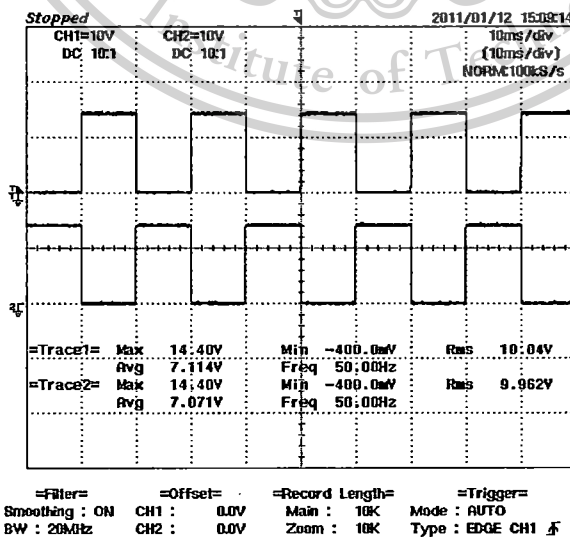 Stopped 2011/01/12 15:09:14
CH1=10V CH2=10V 10ms/div
DC 10:1 DC 10:1 (10ms/div)
NORM:100kS/s
itute of Te
=Trace1= Max 14.40V Min -400.0mV Rms 10.04V
Avg 7.114V Freq 50.00Hz
=Trace2= Max 14.40V Min -400.0mV Rms 9.962V
Avg 7.071V Freq 50.00Hz
=Filter= =Offset= =Record Length= =Trigger=
Smoothing : ON CH1 : 0.0V Main : 10K Mode : AUTO
BW : 20MHz CH2 : 0.0V Zoom : 10K Type : EDGE CH1